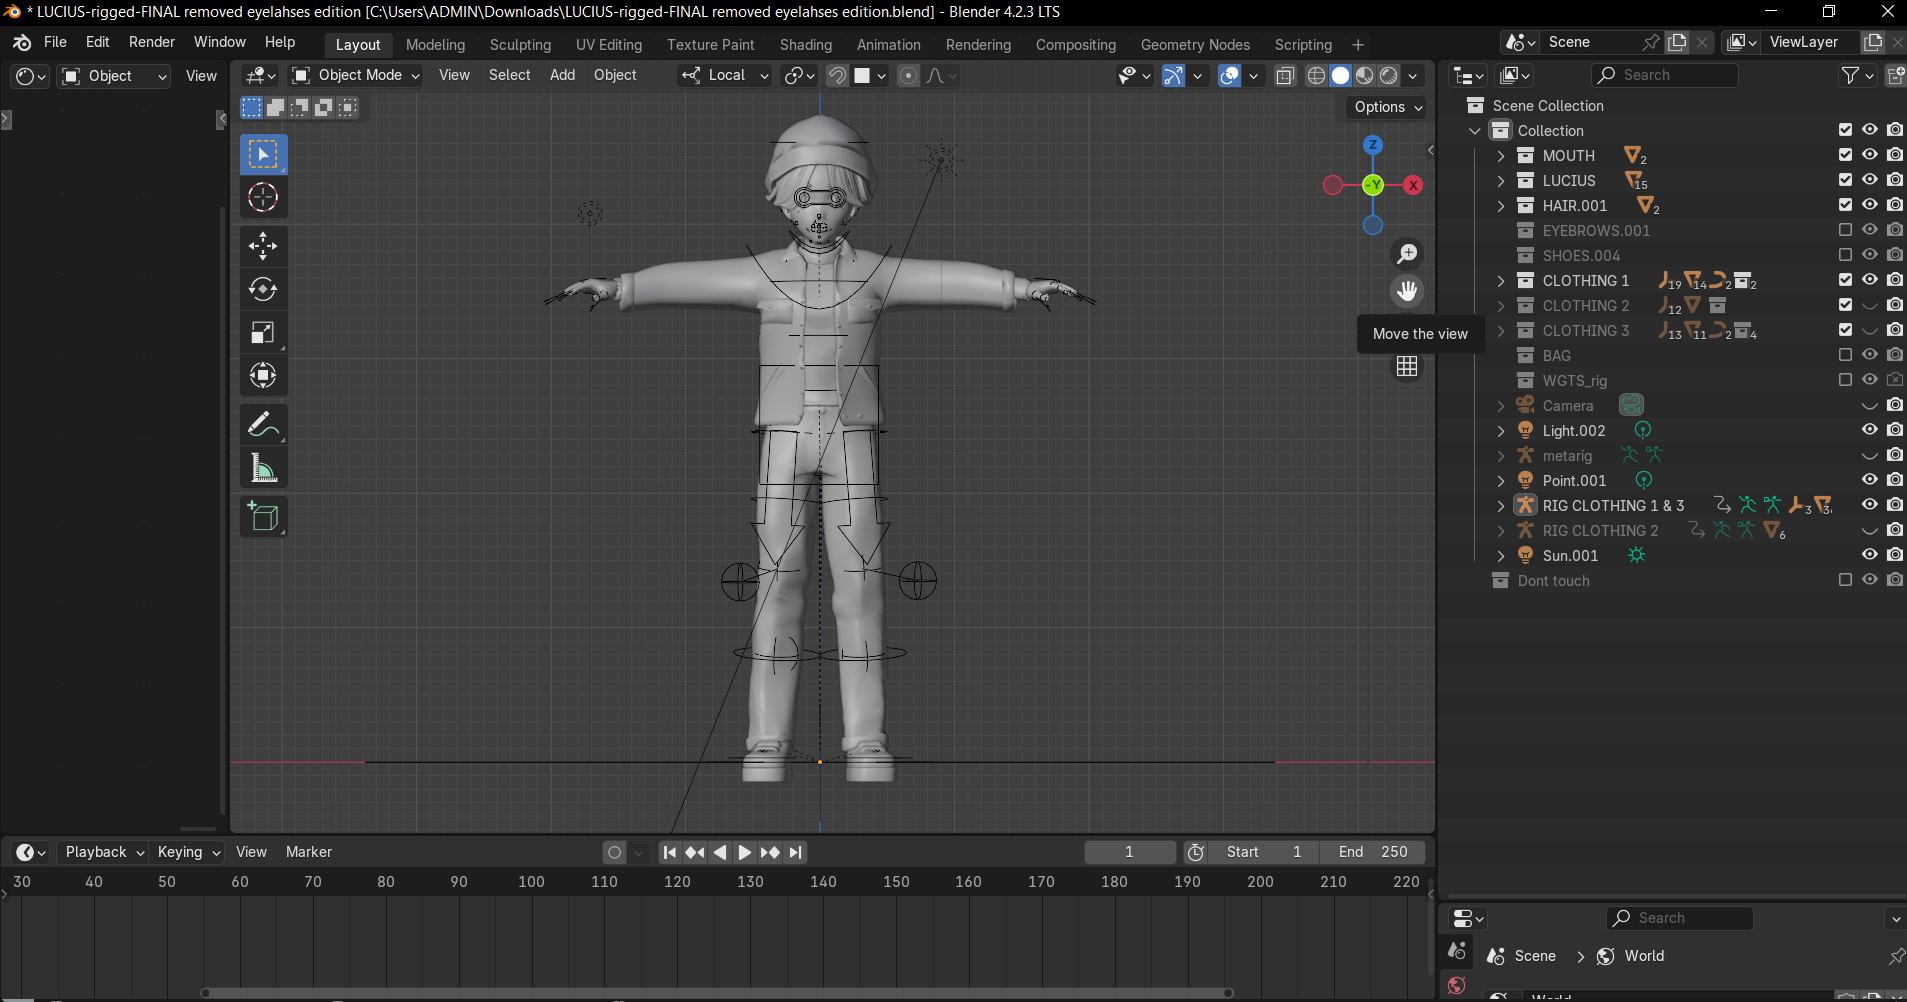 * LUCIUS-rigged-FINAL removed eyelahses edition [C:\Users\ADMIN\Downloads\LUCIUS-rigged-FINAL removed eyelahses edition.blend] - Blender 4.2.3 LTS
File Edit Render Window Help Layout Modeling Sculpting UV Editing Texture Paint Shading Animation Rendering Compositing Geometry Nodes Scripting + Scene ViewLayer
Object View Object Mode View Select Add Object Local Search
Options
Z
-Y X
Move the view
Scene Collection
Collection
MOUTH 2
LUCIUS 15
HAIR.001 2
EYEBROWS.001
SHOES.004
CLOTHING 1 19 14 2 2
CLOTHING 2 12
CLOTHING 3 13 11 2 4
BAG
WGTS_rig
Camera
Light.002
metarig
Point.001
RIG CLOTHING 1 & 3 3
RIG CLOTHING 2 6
Sun.001
Dont touch
Playback Keying View Marker 1 Start 1 End 250
30 40 50 60 70 80 90 100 110 120 130 140 150 160 170 180 190 200 210 220
Search
Scene > World
World